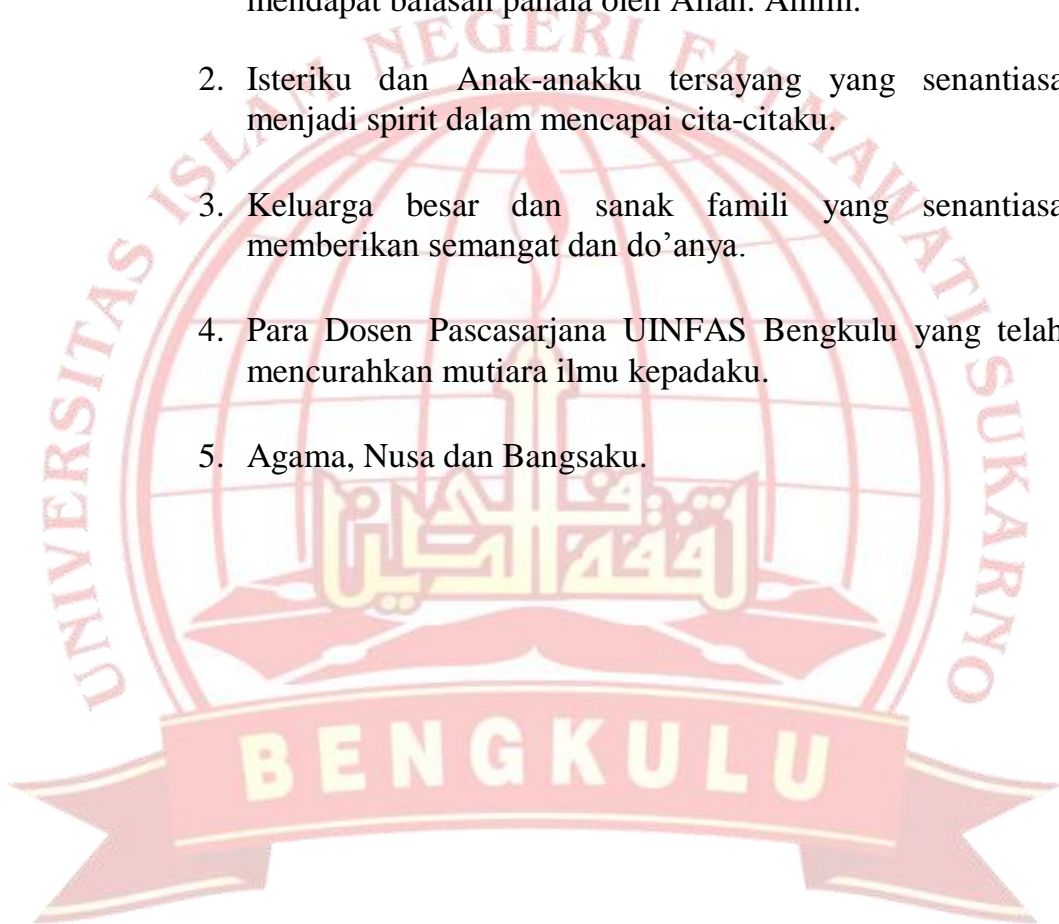 mendapat balasan pahala oleh Allah. Amiin.
2. Isteriku dan Anak-anakku tersayang yang senantiasa
menjadi spirit dalam mencapai cita-citaku.
3. Keluarga besar dan sanak famili yang senantiasa
memberikan semangat dan do’anya.
4. Para Dosen Pascasarjana UINFAS Bengkulu yang telah
mencurahkan mutiara ilmu kepadaku.
5. Agama, Nusa dan Bangsaku.
UNIVERSITAS ISLAM NEGERI FATMAWATI SUKARNO
BENGKULU